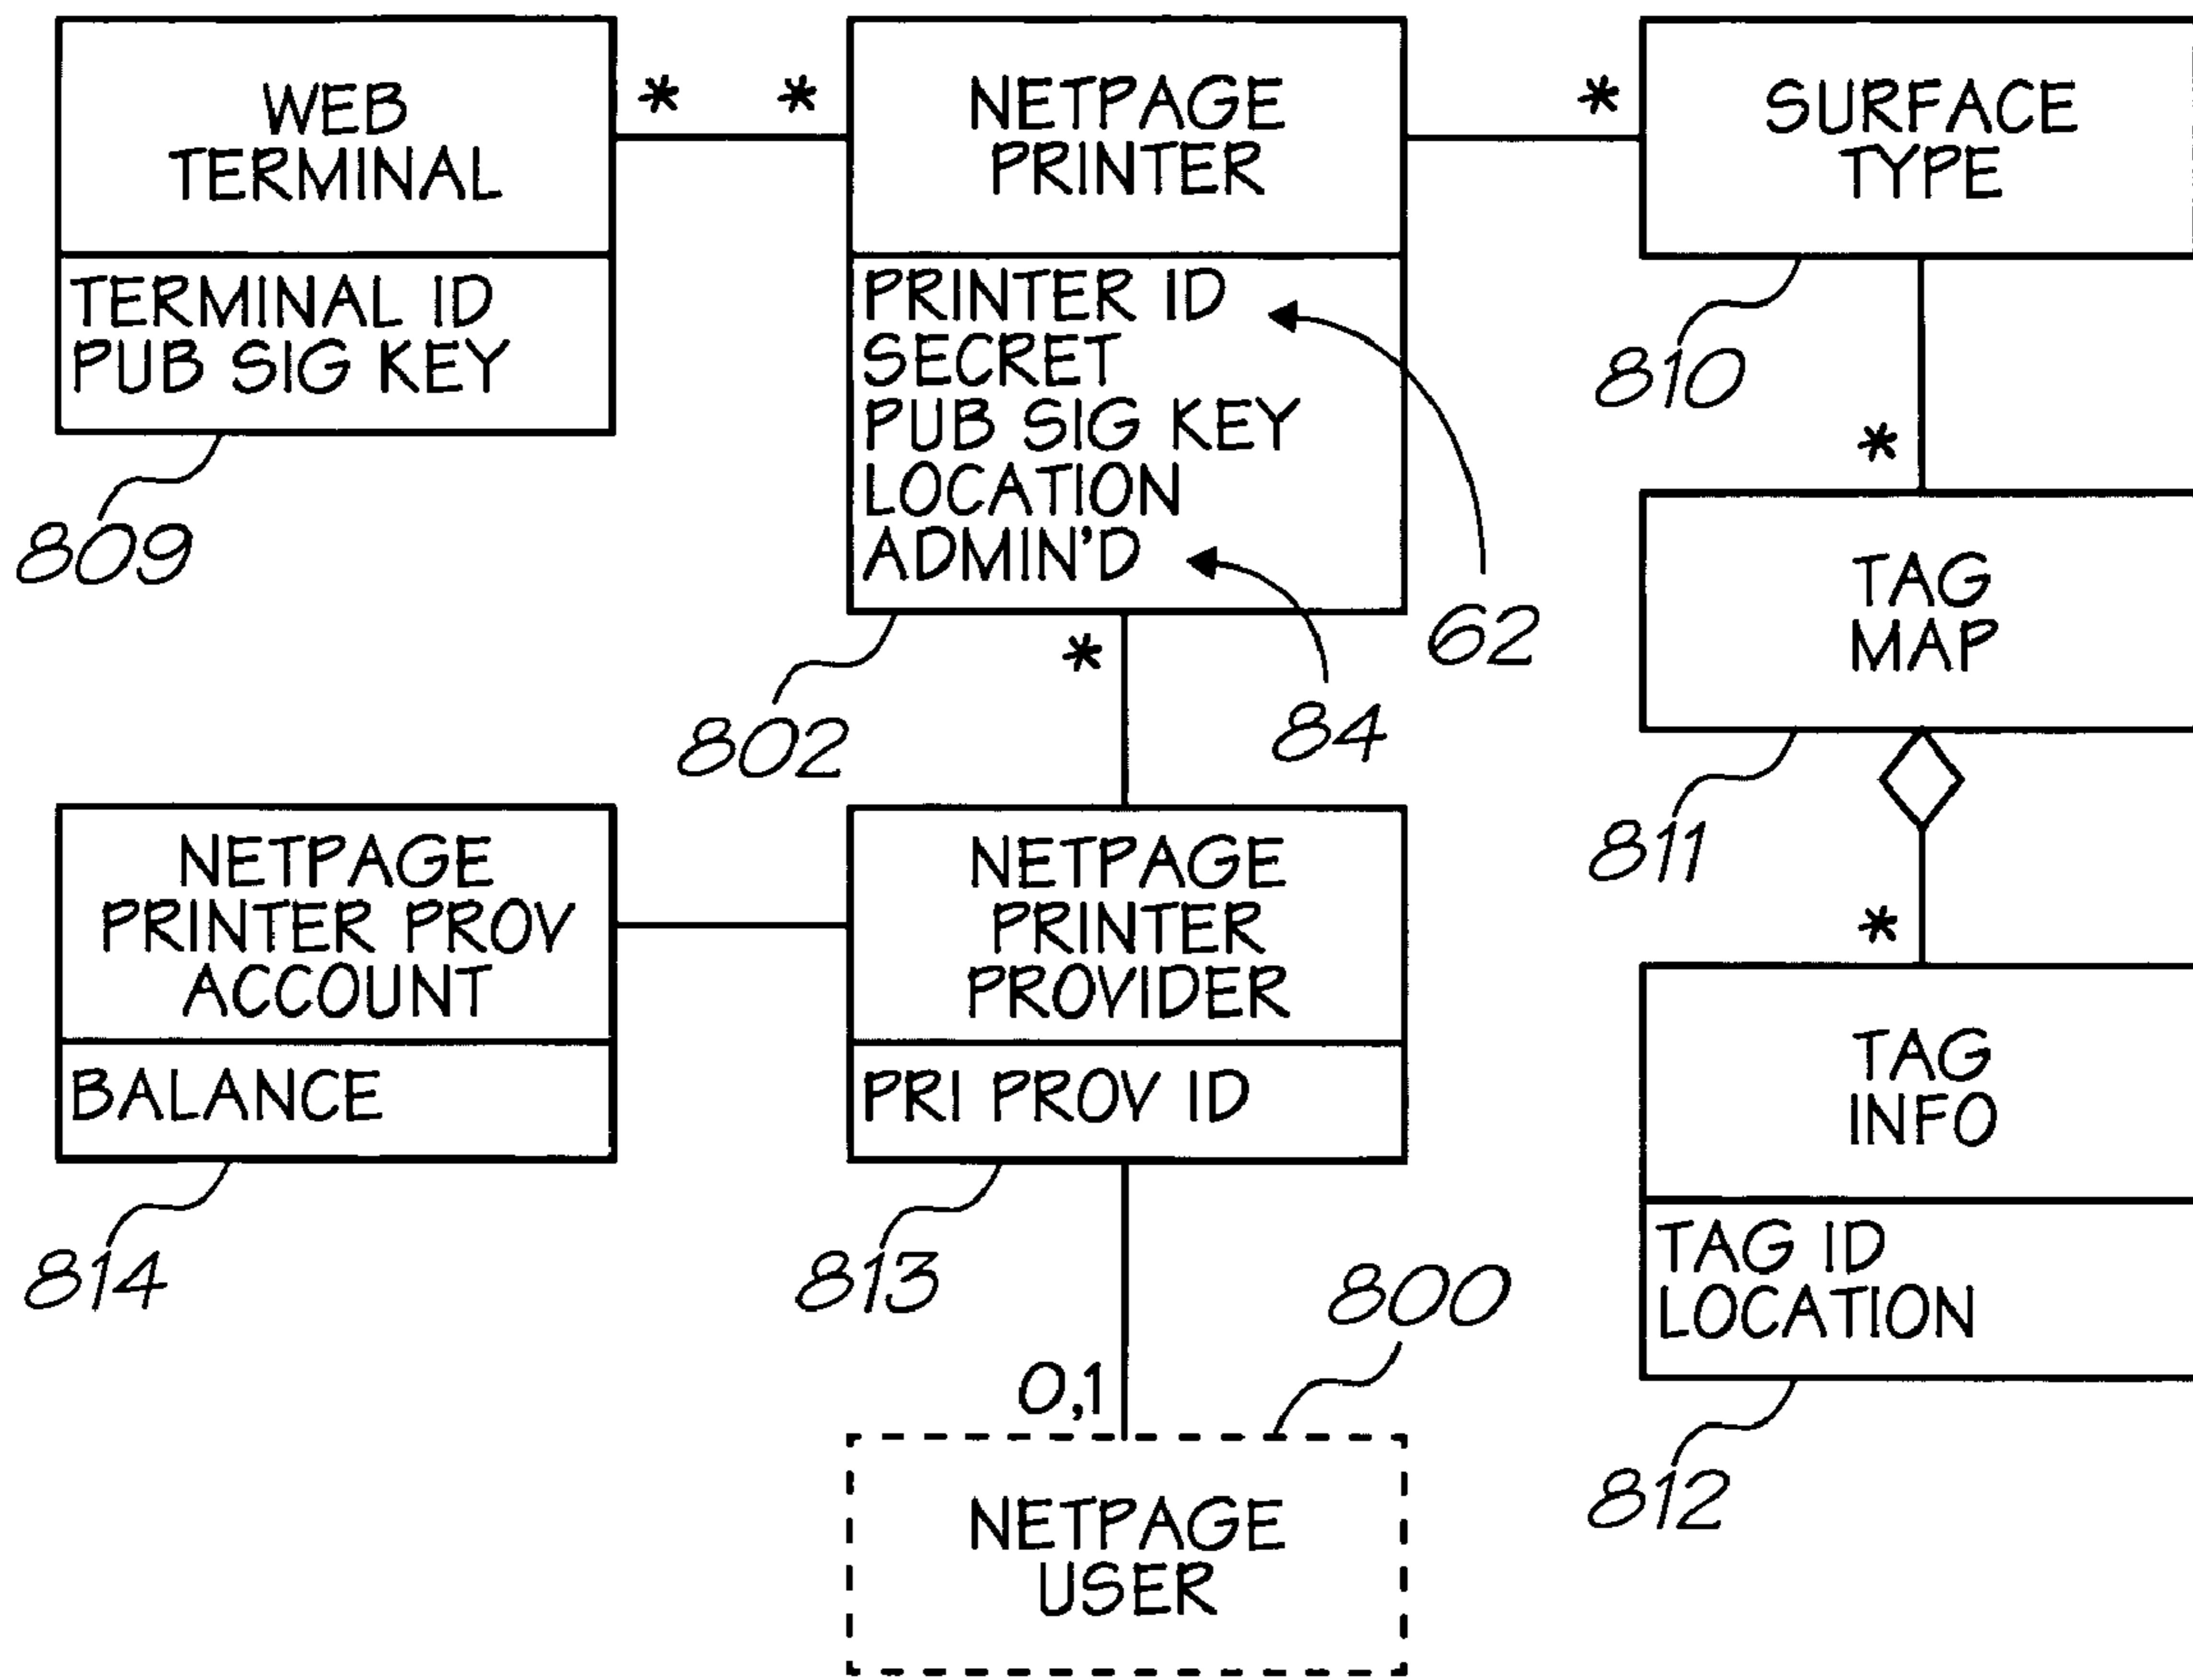 WEB
TERMINAL
TERMINAL ID
PUB SIG KEY
809
*
*
NETPAGE
PRINTER
PRINTER ID
SECRET
PUB SIG KEY
LOCATION
ADMIN'D
62
84
802
*
*
SURFACE
TYPE
810
*
TAG
MAP
811
*
TAG
INFO
TAG ID
LOCATION
812
NETPAGE
PRINTER PROV
ACCOUNT
BALANCE
814
NETPAGE
PRINTER
PROVIDER
PRI PROV ID
813
800
0,1
NETPAGE
USER